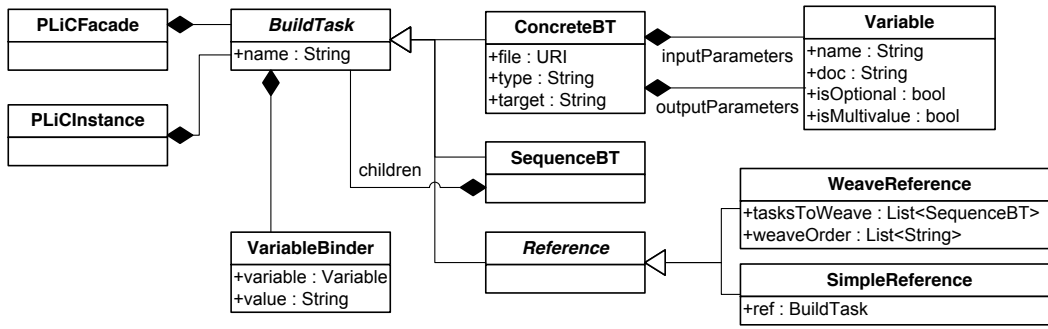 PLiCFacade
BuildTask
+name : String
ConcreteBT
+file : URI
+type : String
+target : String
inputParameters
outputParameters
Variable
+name : String
+doc : String
+isOptional : bool
+isMultivalue : bool
PLiCInstance
children
SequenceBT
VariableBinder
+variable : Variable
+value : String
Reference
WeaveReference
+tasksToWeave : List<SequenceBT>
+weaveOrder : List<String>
SimpleReference
+ref : BuildTask